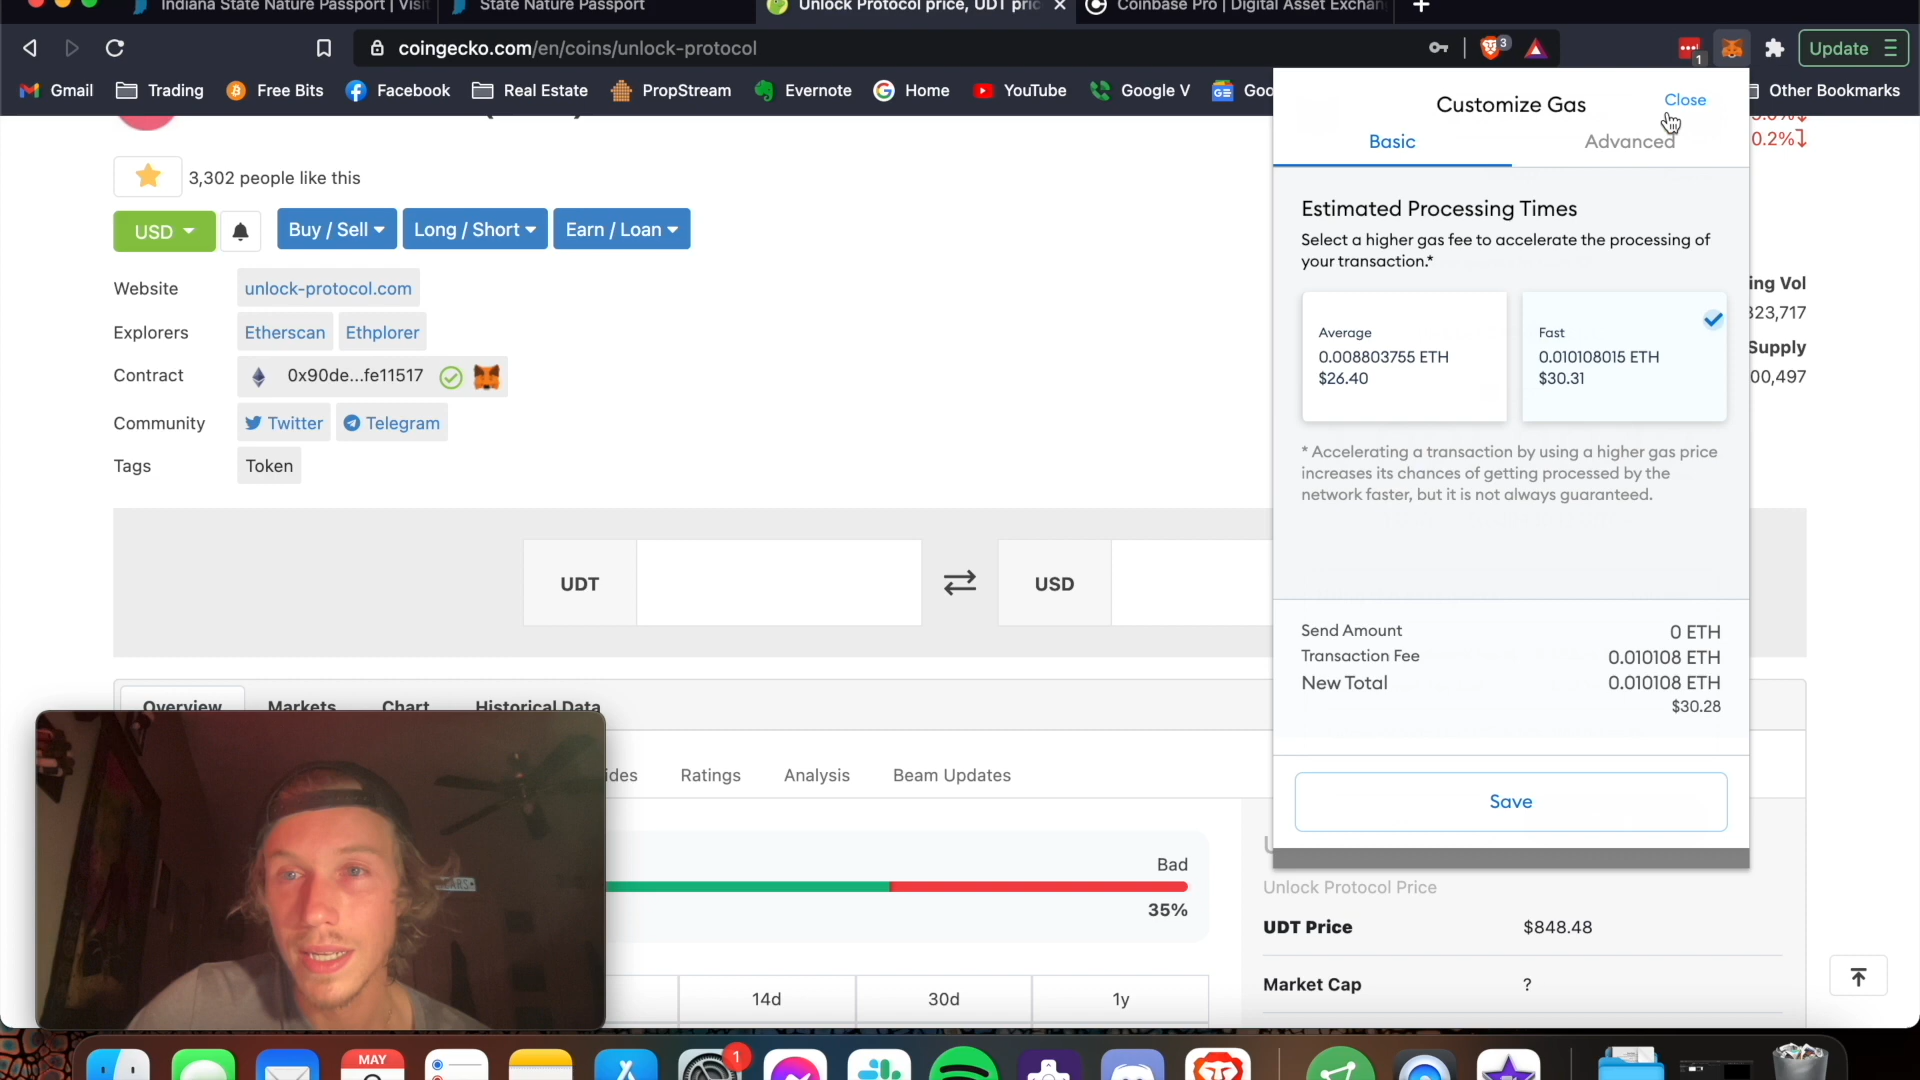 Indiana State Nature Passport | Visit
State Nature Passport
Unlock Protocol price, UDT pric
Coinbase Pro | Digital Asset Exchan
coingecko.com/en/coins/unlock-protocol
3
1
Update
Gmail
Trading
Free Bits
Facebook
Real Estate
PropStream
Evernote
Home
YouTube
Google V
Goo
Other Bookmarks
Customize Gas
Close
Basic
Advanced
0.2%
3,302 people like this
USD
Buy / Sell
Long / Short
Earn / Loan
Website
unlock-protocol.com
Explorers
Etherscan
Ethplorer
Contract
0x90de...fe11517
Community
Twitter
Telegram
Tags
Token
Estimated Processing Times
Select a higher gas fee to accelerate the processing of
your transaction.*
Average
0.008803755 ETH
$26.40
Fast
0.010108015 ETH
$30.31
* Accelerating a transaction by using a higher gas price
increases its chances of getting processed by the
network faster, but it is not always guaranteed.
ing Vol
323,717
Supply
00,497
UDT
USD
Send Amount
0 ETH
Transaction Fee
0.010108 ETH
New Total
0.010108 ETH
$30.28
Save
Overview
Markets
Chart
Historical Data
ides
Ratings
Analysis
Beam Updates
Bad
35%
14d
30d
1y
Unlock Protocol Price
UDT Price
$848.48
Market Cap
?
MAY
1